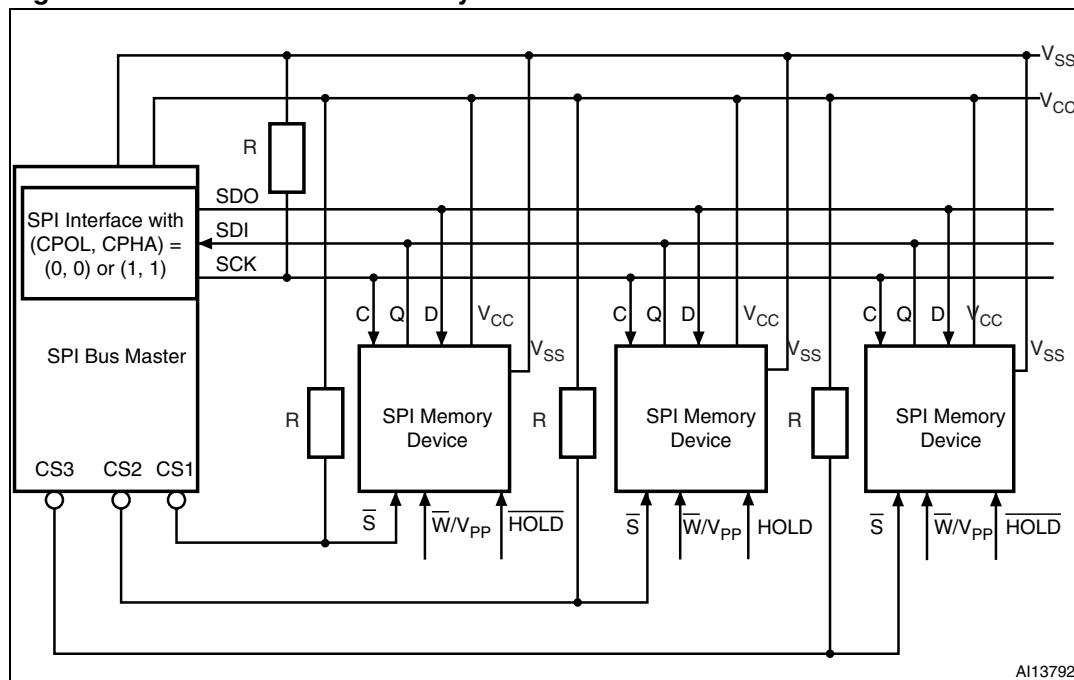 VSS
VCC
R
SDO
SPI Interface with
(CPOL, CPHA) =
(0, 0) or (1, 1)
SDI
SCK
C Q D VCC
C Q D VCC
C Q D VCC
SPI Bus Master
VSS
VSS
VSS
R
SPI Memory
Device
R
SPI Memory
Device
R
SPI Memory
Device
CS3 CS2 CS1
S̅ W̅/VPP H̅O̅L̅D̅
S̅ W̅/VPP HOLD
S̅ W̅/VPP H̅O̅L̅D̅
AI13792